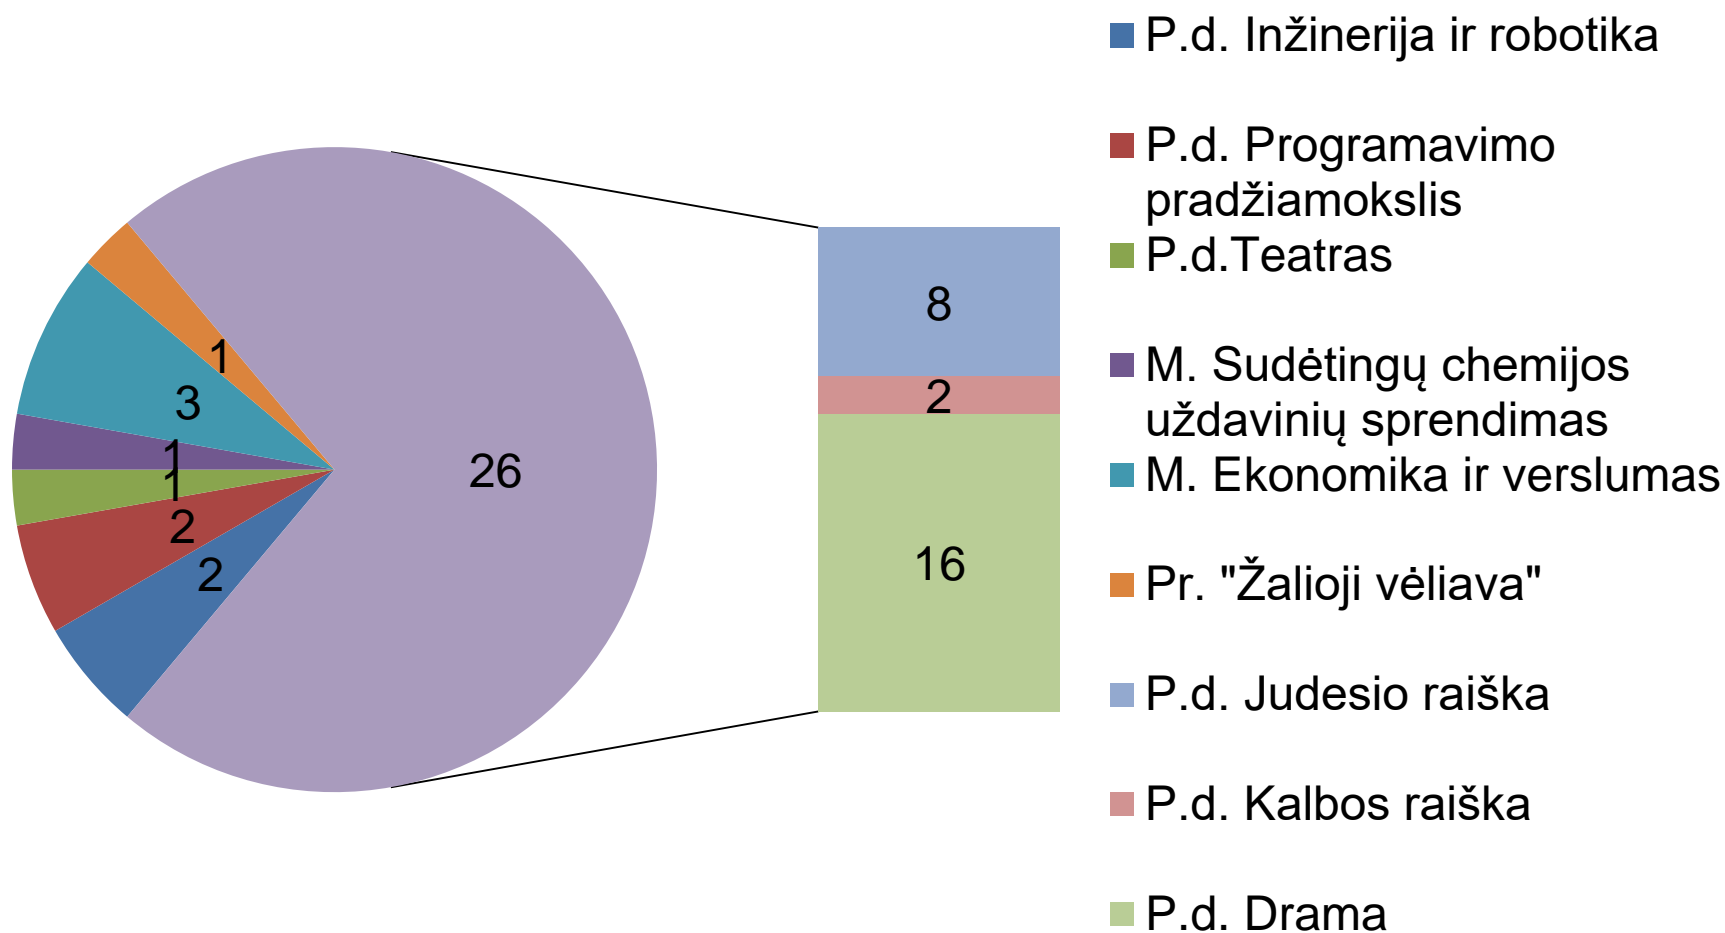 P.d. Inžinerija ir robotika
P.d. Programavimo
pradžiamokslis
P.d.Teatras
M. Sudėtingų chemijos
uždavinių sprendimas
M. Ekonomika ir verslumas
Pr. "Žalioji vėliava"
P.d. Judesio raiška
P.d. Kalbos raiška
P.d. Drama
1
3
1
1
2
2
26
8
2
16